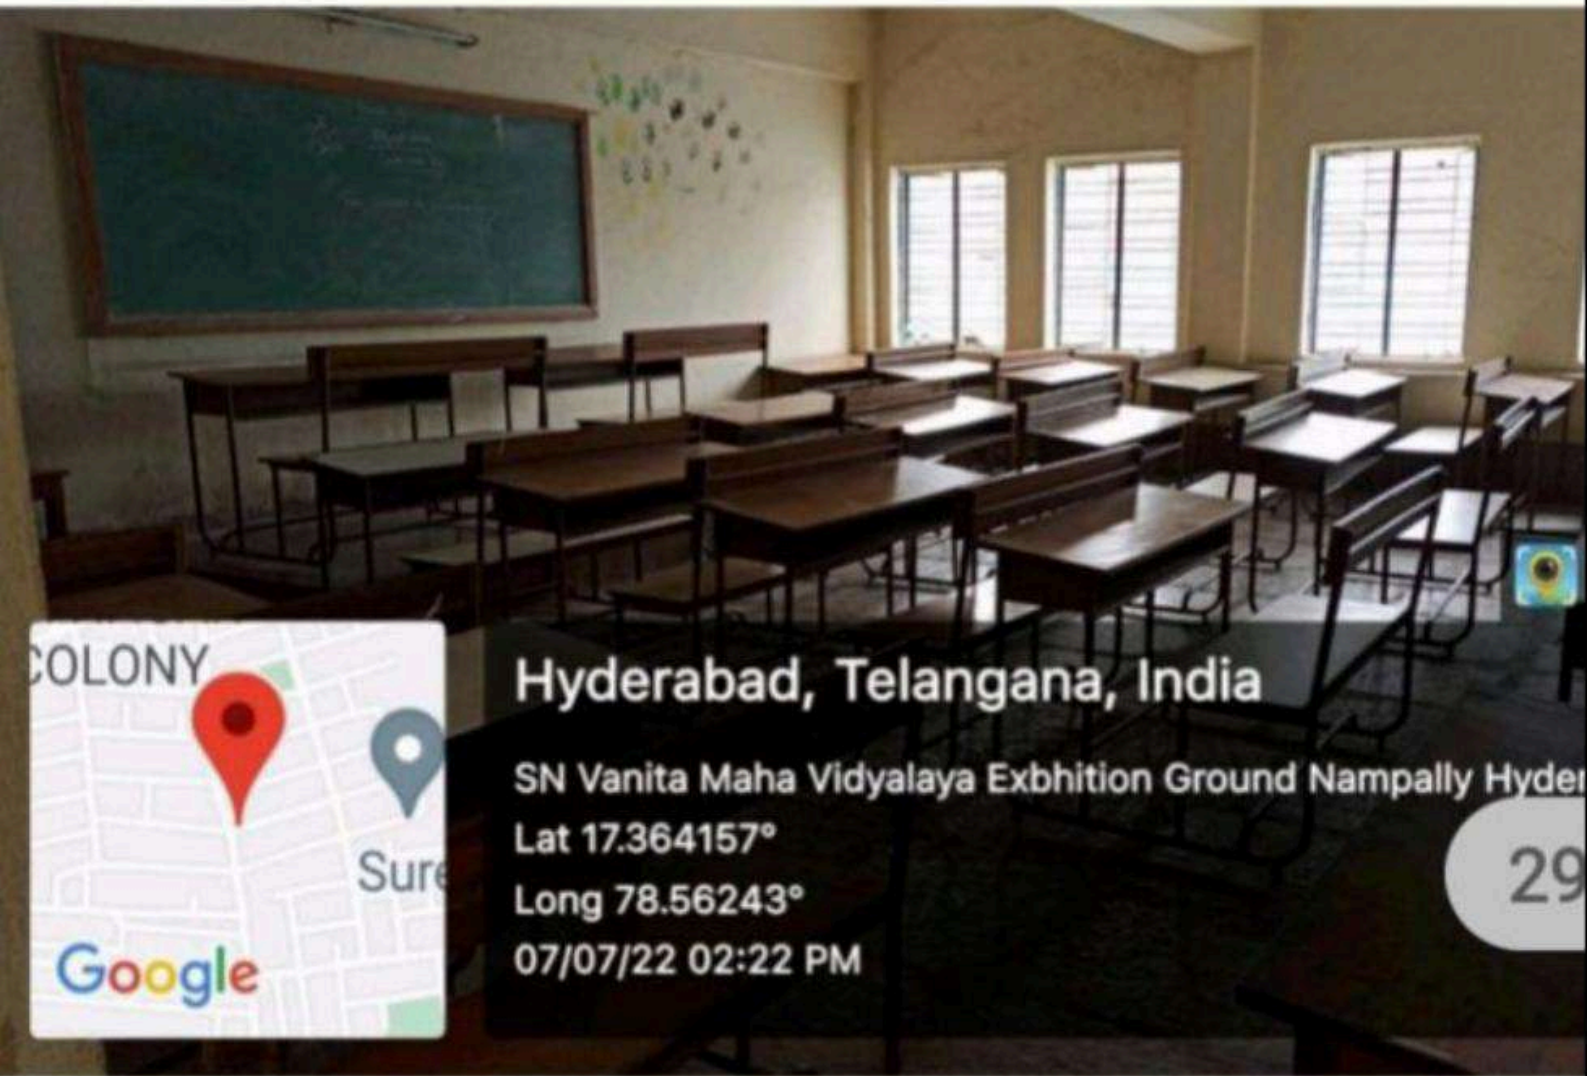 COLONY
Sure
Google
Hyderabad, Telangana, India
SN Vanita Maha Vidyalaya Exbhition Ground Nampally Hyder
Lat 17.364157°
Long 78.56243°
07/07/22 02:22 PM
29